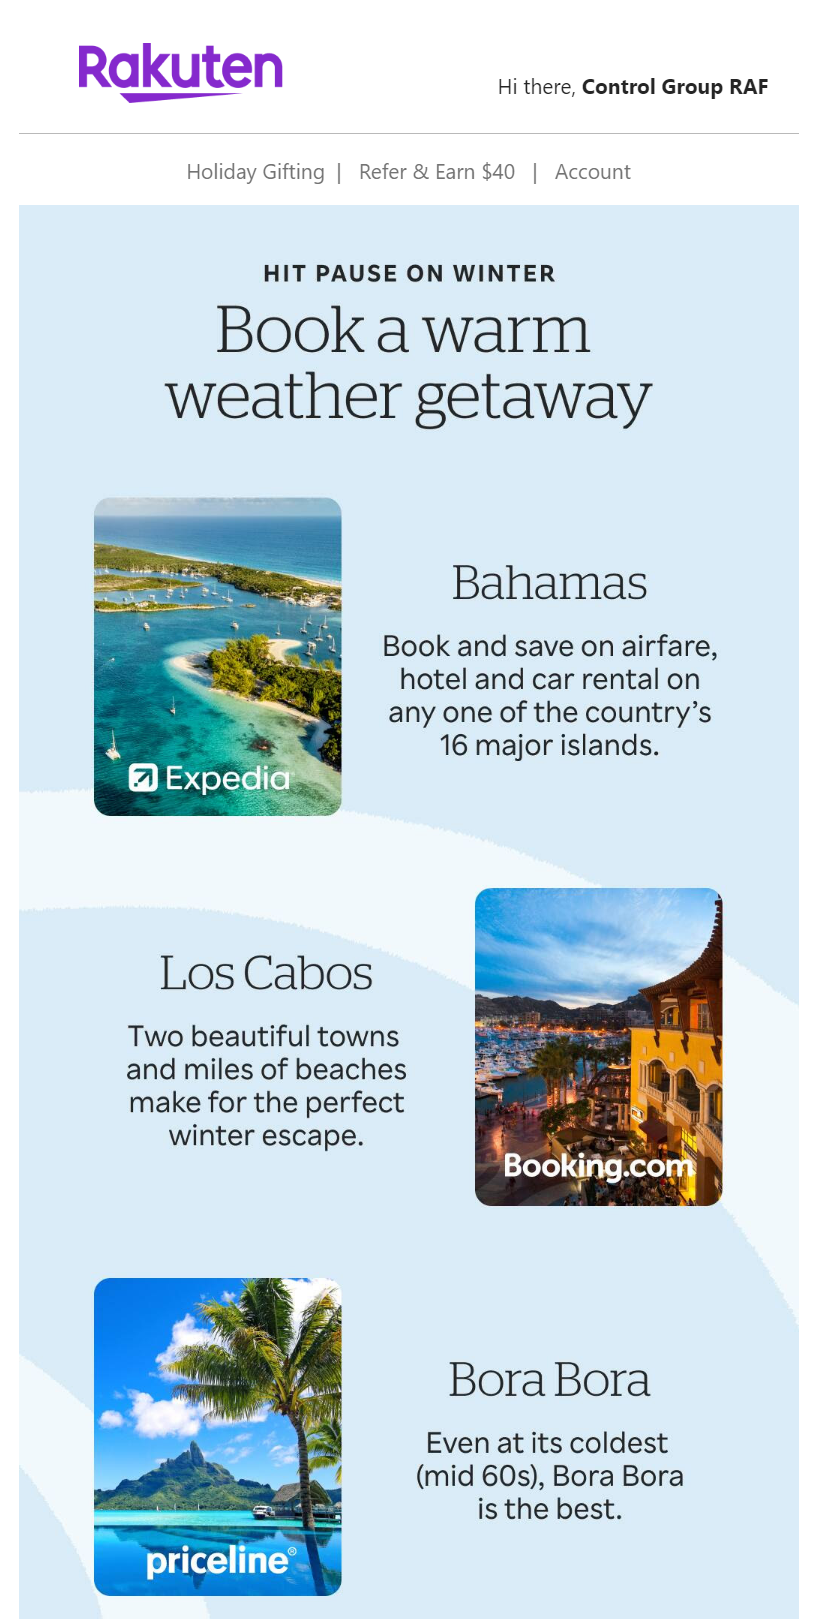 Rakuten
Hi there, Control Group RAF
Holiday Gifting | Refer & Earn $40 | Account
HIT PAUSE ON WINTER
Book a warm
weather getaway
Expedia
Bahamas
Book and save on airfare,
hotel and car rental on
any one of the country’s
16 major islands.
Los Cabos
Two beautiful towns
and miles of beaches
make for the perfect
winter escape.
Booking.com
priceline®
Bora Bora
Even at its coldest
(mid 60s), Bora Bora
is the best.